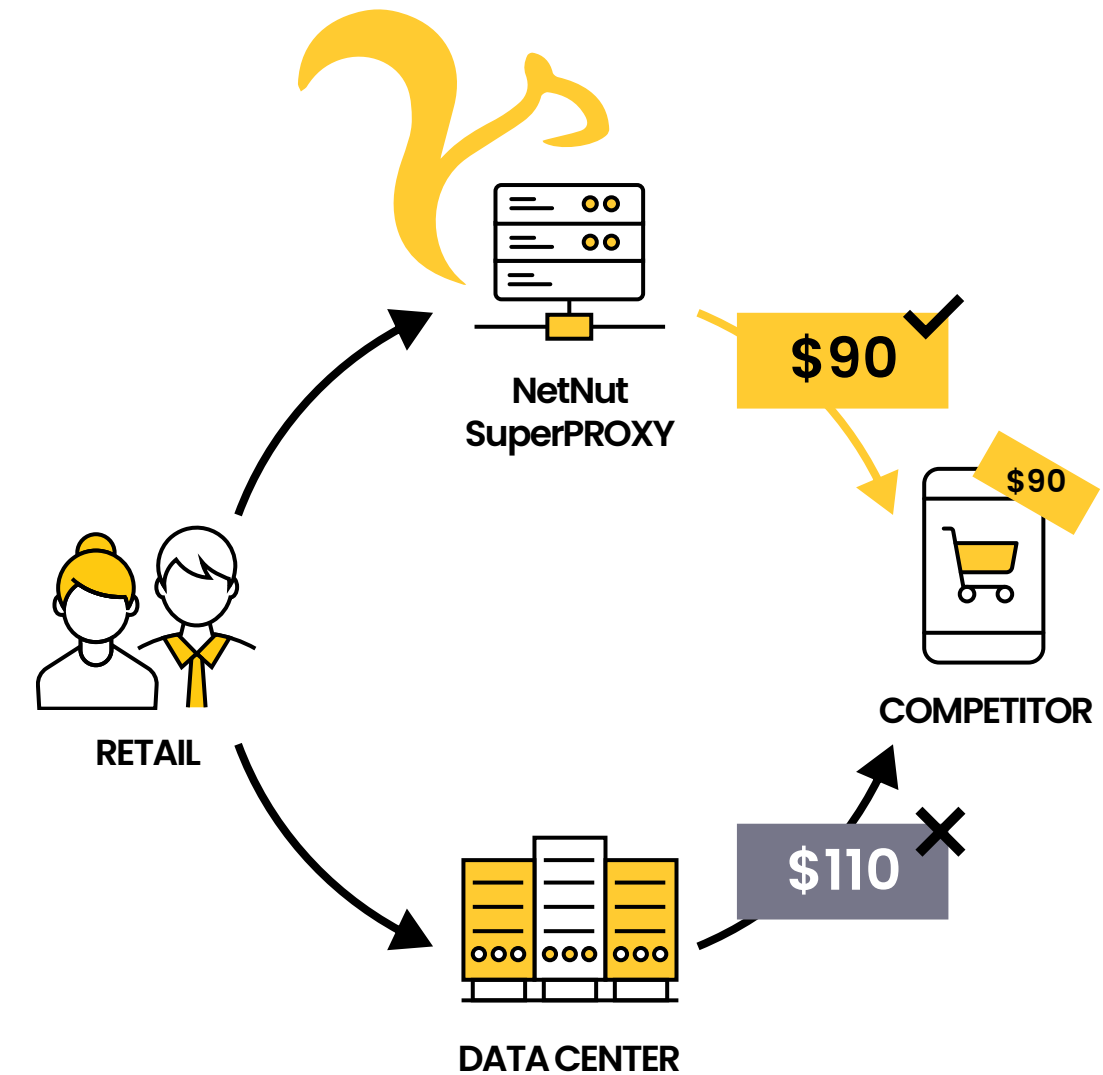 $90
NetNut
SuperPROXY
$90
COMPETITOR
RETAIL
$110
DATA CENTER